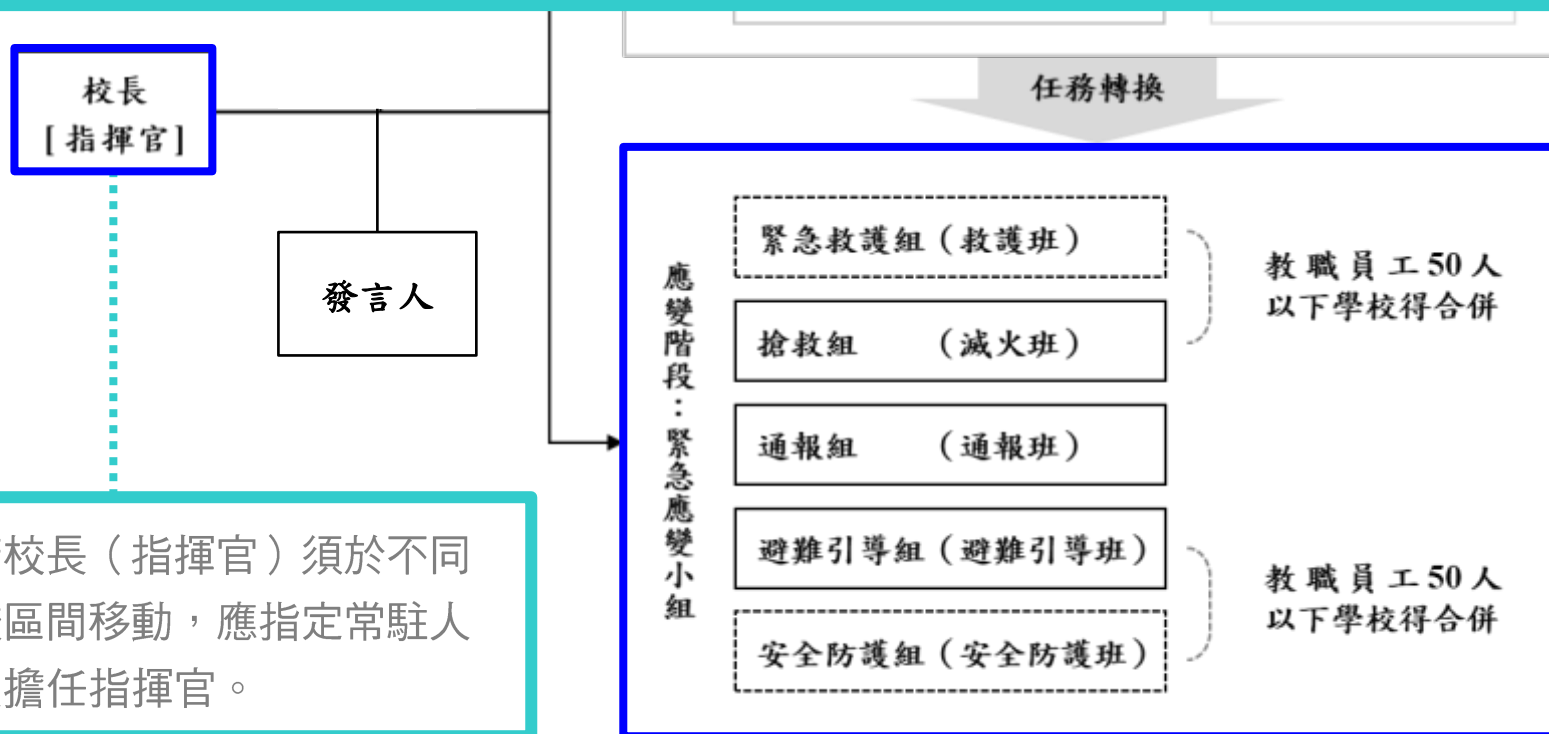 任務轉換
校長
[指揮官]
發言人
應變階段：緊急應變小組
緊急救護組（救護班）
搶救組 （滅火班）
通報組 （通報班）
避難引導組（避難引導班）
安全防護組（安全防護班）
教職員工50人
以下學校得合併
教職員工50人
以下學校得合併
校長（指揮官）須於不同
區間移動，應指定常駐人
擔任指揮官。